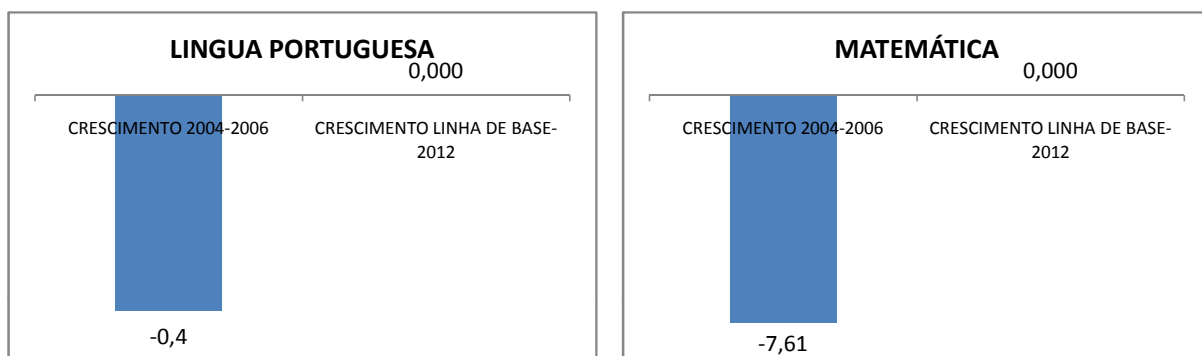 LINGUA PORTUGUESA
0,000
CRESCIMENTO 2004-2006
CRESCIMENTO LINHA DE BASE-
2012
-0,4
MATEMÁTICA
0,000
CRESCIMENTO 2004-2006
CRESCIMENTO LINHA DE BASE-
2012
-7,61